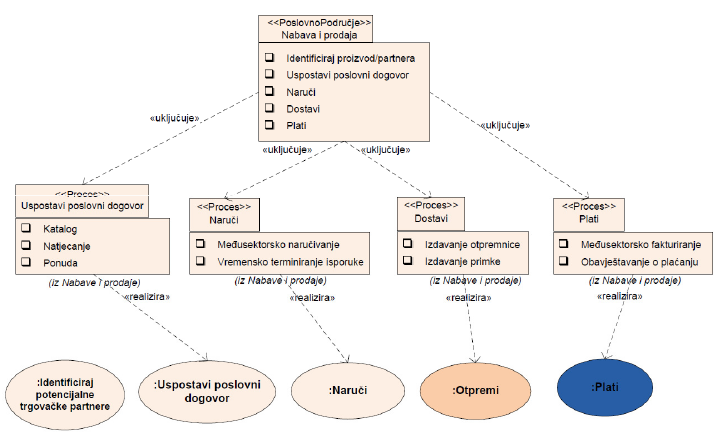 <<PoslovnoPodručje>>
Nabava i prodaja
Identificiraj proizvod/partnera
Uspostavi poslovni dogovor
Naruči
Dostavi
Plati
«uključuje»
«uključuje»
«uključuje»
«uključuje»
<<Proces>>
Uspostavi poslovni dogovor
Katalog
Natjecanje
Ponuda
(iz Nabave i prodaje)
«realizira»
<<Proces>>
Naruči
Međusektorsko naručivanje
Vremensko terminiranje isporuke
(iz Nabave i prodaje)
«realizira»
<<Proces>>
Dostavi
Izdavanje otpremnice
Izdavanje primke
(iz Nabave i prodaje)
«realizira»
<<Proces>>
Plati
Međusektorsko fakturiranje
Obavještavanje o plaćanju
(iz Nabave i prodaje)
«realizira»
:Identificiraj
potencijalne
trgovačke partnere
:Uspostavi poslovni
dogovor
:Naruči
:Otpremi
:Plati